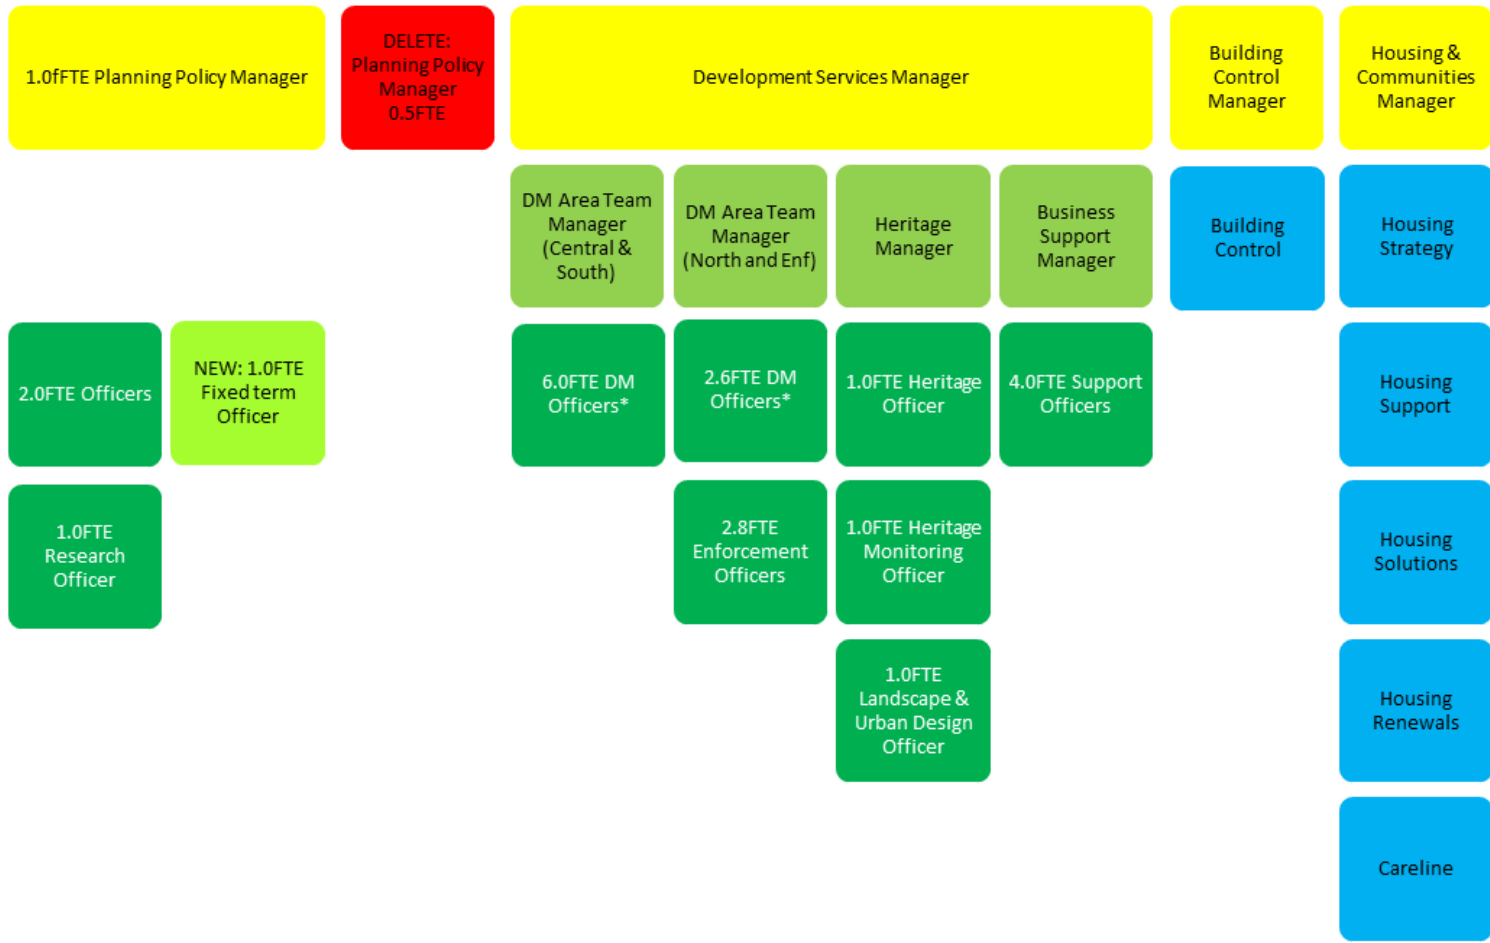 1.0fFTE Planning Policy Manager
DELETE:
Planning Policy
Manager
0.5FTE
Development Services Manager
Building
Control
Manager
Housing &
Communities
Manager
DM Area Team
Manager
(Central &
South)
DM Area Team
Manager
(North and Enf)
Heritage
Manager
Business
Support
Manager
Building
Control
Housing
Strategy
2.0FTE Officers
NEW: 1.0FTE
Fixed term
Officer
6.0FTE DM
Officers*
2.6FTE DM
Officers*
1.0FTE Heritage
Officer
4.0FTE Support
Officers
Housing
Support
1.0FTE
Research
Officer
2.8FTE
Enforcement
Officers
1.0FTE Heritage
Monitoring
Officer
Housing
Solutions
1.0FTE
Landscape &
Urban Design
Officer
Housing
Renewals
Careline